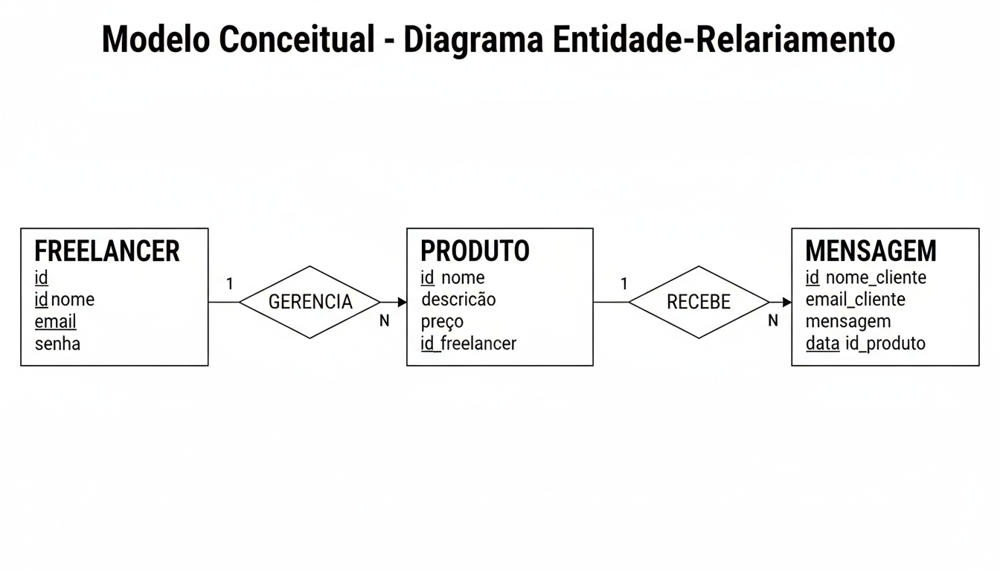 Modelo Conceitual - Diagrama Entidade-Relariamento
FREELANCER
id
id nome
email
senha
1
GERENCIA
N
PRODUTO
id nome
descricão
preço
id_freelancer
1
RECEBE
N
MENSAGEM
id nome_cliente
email_cliente
mensagem
data id_produto